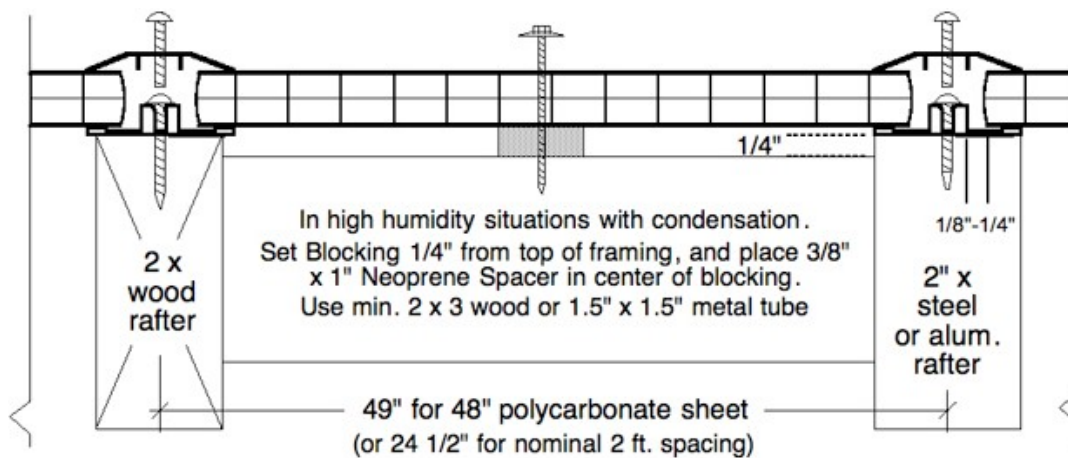 1/4"
In high humidity situations with condensation.
Set Blocking 1/4" from top of framing, and place 3/8"
x 1" Neoprene Spacer in center of blocking.
Use min. 2 x 3 wood or 1.5" x 1.5" metal tube
2 x
wood
rafter
1/8"-1/4"
2" x
steel
or alum.
rafter
49" for 48" polycarbonate sheet
(or 24 1/2" for nominal 2 ft. spacing)